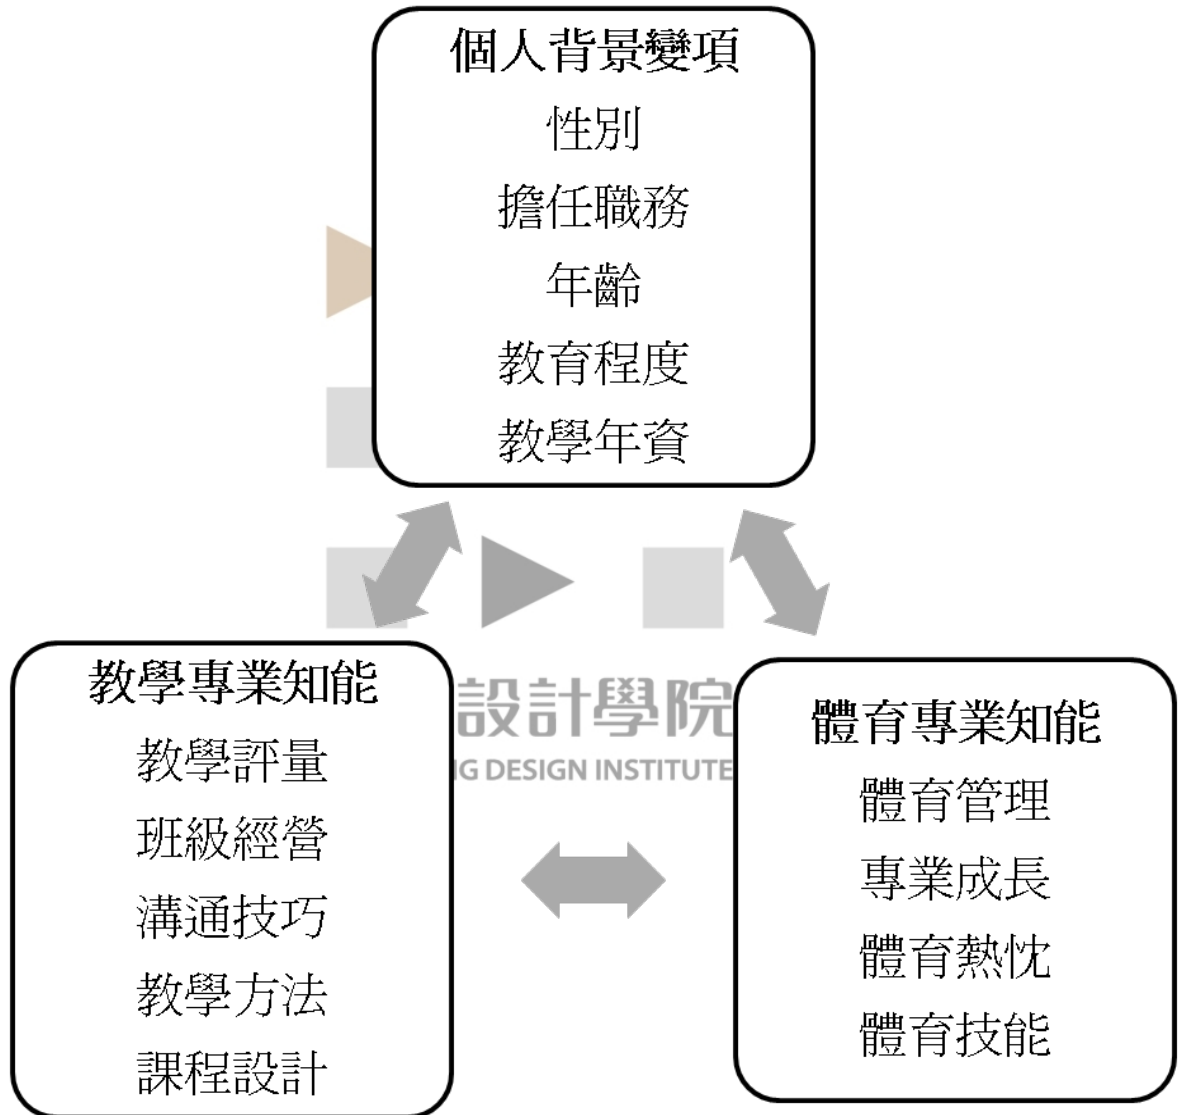 個人背景變項
性別
擔任職務
年齡
教育程度
教學年資
教學專業知能
教學評量
班級經營
溝通技巧
教學方法
課程設計
設計學院
G DESIGN INSTITUTE
體育專業知能
體育管理
專業成長
體育熱忱
體育技能